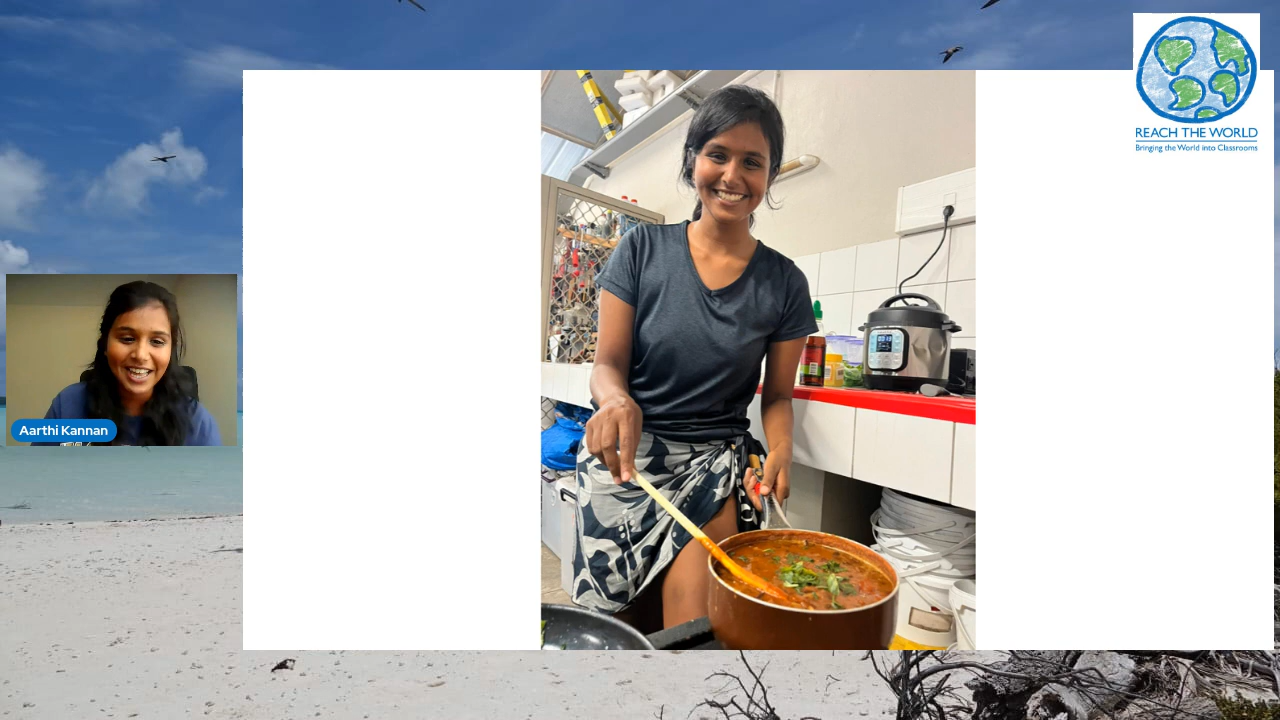 REACH THE WORLD
Bringing the World into Classrooms
Aarthi Kannan